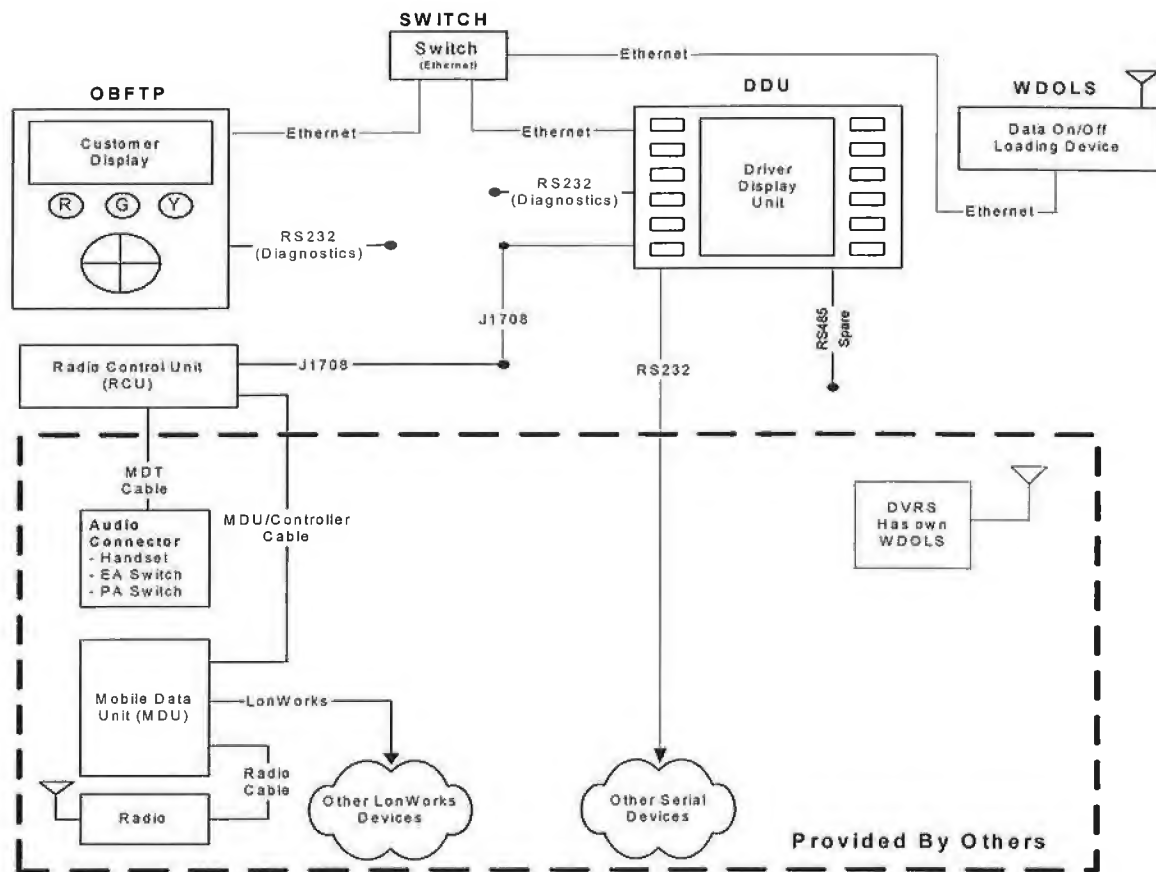 SWITCH
Switch
(Ethernet)
Ethernet
OBFTP
DDU
WDOLS
Customer
Display
R G Y
Ethernet
Ethernet
Driver
Display
Unit
Data On/Off
Loading Device
RS232
(Diagnostics)
Ethernet
RS232
(Diagnostics)
J1708
RS485
Spare
Radio Control Unit
(RCU)
J1708
RS232
MDT
Cable
MDU/Controller
Cable
Audio
Connector
- Handset
- EA Switch
- PA Switch
DVRS
Has own
WDOLS
Mobile Data
Unit (MDU)
LonWorks
Radio
Cable
Radio
Other LonWorks
Devices
Other Serial
Devices
Provided By Others